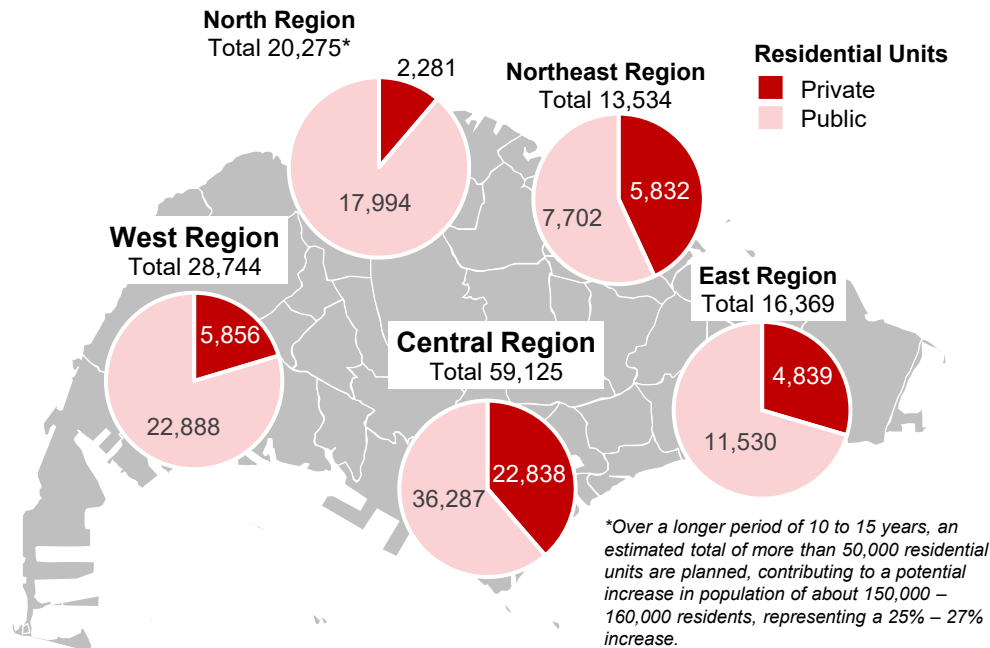 North Region
Total 20,275*
2,281
17,994
Northeast Region
Total 13,534
5,832
7,702
Residential Units
Private
Public
West Region
Total 28,744
5,856
22,888
Central Region
Total 59,125
22,838
36,287
East Region
Total 16,369
4,839
11,530
*Over a longer period of 10 to 15 years, an
estimated total of more than 50,000 residential
units are planned, contributing to a potential
increase in population of about 150,000 –
160,000 residents, representing a 25% – 27%
increase.